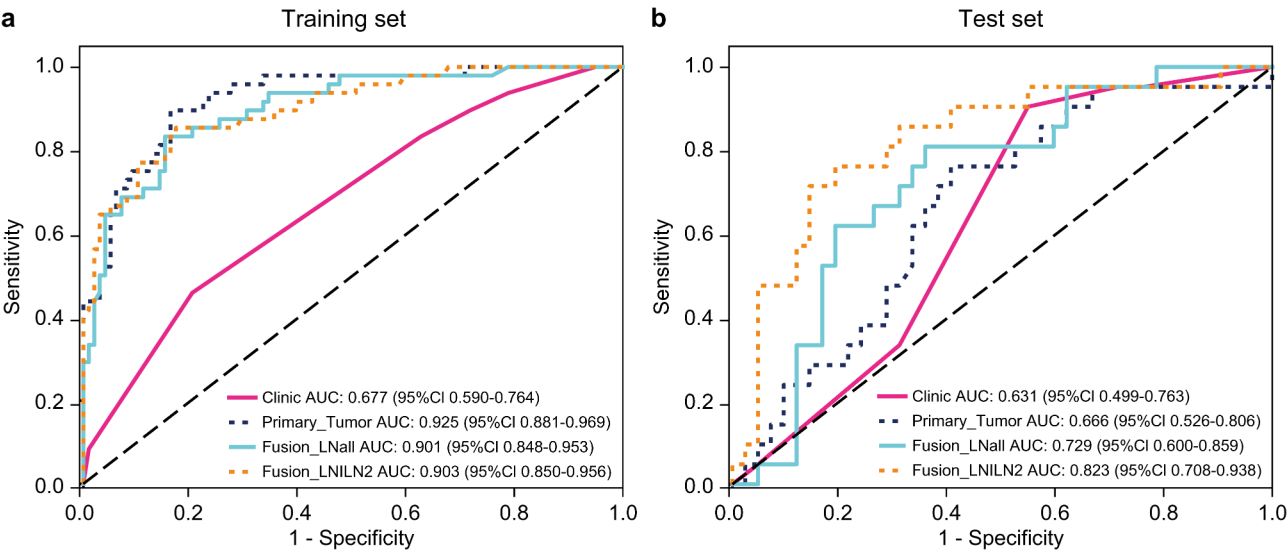 a
Training set
Sensitivity
1.0
0.8
0.6
0.4
0.2
0.0
Clinic AUC: 0.677 (95%CI 0.590-0.764)
Primary_Tumor AUC: 0.925 (95%CI 0.881-0.969)
Fusion_LNall AUC: 0.901 (95%CI 0.848-0.953)
Fusion_LNILN2 AUC: 0.903 (95%CI 0.850-0.956)
0.0 0.2 0.4 0.6 0.8 1.0
1 - Specificity
b
Test set
Sensitivity
1.0
0.8
0.6
0.4
0.2
0.0
Clinic AUC: 0.631 (95%CI 0.499-0.763)
Primary_Tumor AUC: 0.666 (95%CI 0.526-0.806)
Fusion_LNall AUC: 0.729 (95%CI 0.600-0.859)
Fusion_LNILN2 AUC: 0.823 (95%CI 0.708-0.938)
0.0 0.2 0.4 0.6 0.8 1.0
1 - Specificity